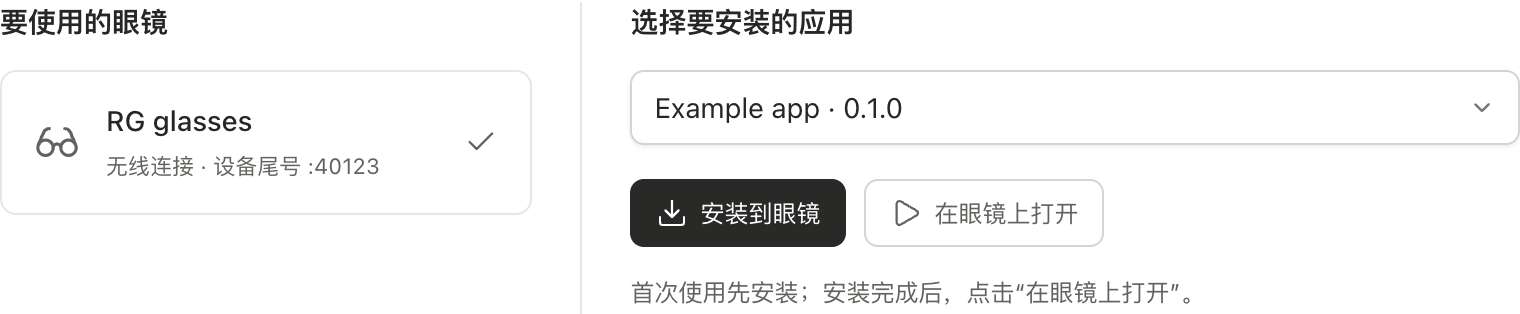 要使用的眼镜
RG glasses
无线连接 · 设备尾号 :40123
选择要安装的应用
Example app · 0.1.0
安装到眼镜
在眼镜上打开
首次使用先安装；安装完成后，点击“在眼镜上打开”。